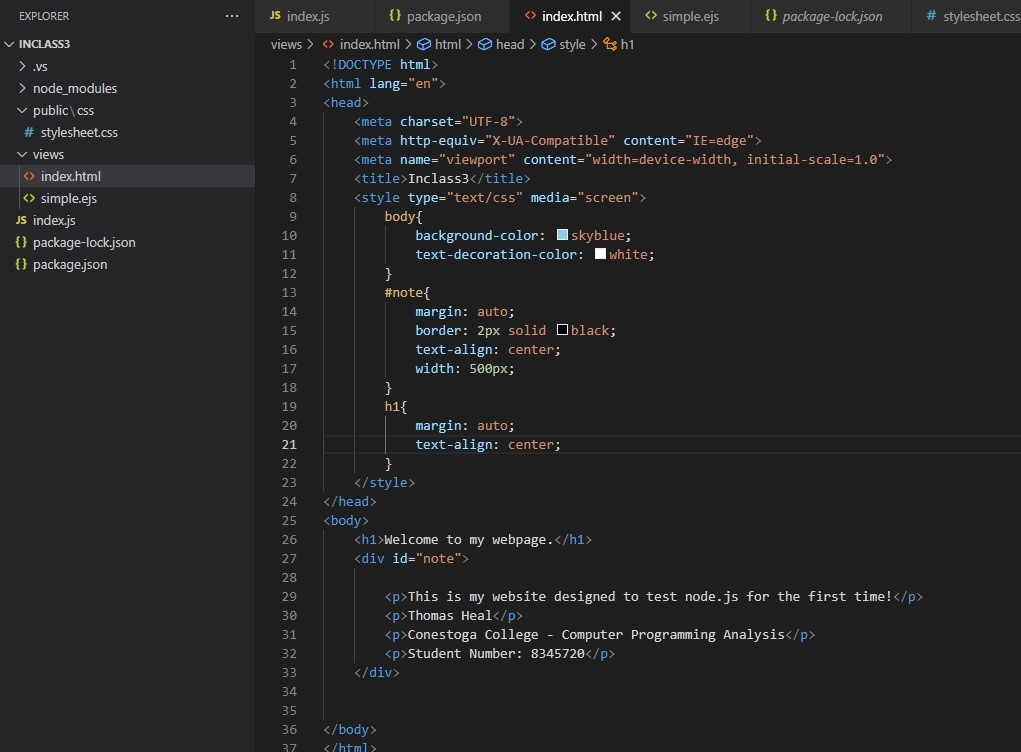 EXPLORER ...
INCLASS3
.vs
node_modules
public\css
# stylesheet.css
views
<> index.html
<> simple.ejs
JS index.js
{} package-lock.json
{} package.json
JS index.js {} package.json <> index.html <> simple.ejs {} package-lock.json # stylesheet.css
views > <> index.html > html > head > style > h1
1 <!DOCTYPE html>
2 <html lang="en">
3 <head>
4 <meta charset="UTF-8">
5 <meta http-equiv="X-UA-Compatible" content="IE=edge">
6 <meta name="viewport" content="width=device-width, initial-scale=1.0">
7 <title>Inclass3</title>
8 <style type="text/css" media="screen">
9 body{
10 background-color: skyblue;
11 text-decoration-color: white;
12 }
13 #note{
14 margin: auto;
15 border: 2px solid black;
16 text-align: center;
17 width: 500px;
18 }
19 h1{
20 margin: auto;
21 text-align: center;
22 }
23 </style>
24 </head>
25 <body>
26 <h1>Welcome to my webpage.</h1>
27 <div id="note">
28
29 <p>This is my website designed to test node.js for the first time!</p>
30 <p>Thomas Heal</p>
31 <p>Conestoga College - Computer Programming Analysis</p>
32 <p>Student Number: 8345720</p>
33 </div>
34
35
36 </body>
37 </html>